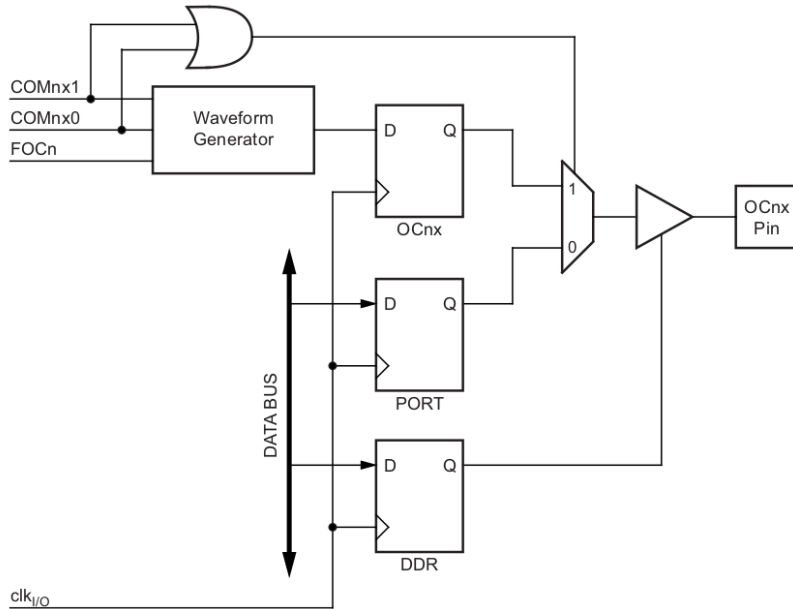 COMnx1
COMnx0
FOCn
Waveform
Generator
D Q
OCnx
1
0
OCnx
Pin
D Q
PORT
DATA BUS
D Q
DDR
clkI/O